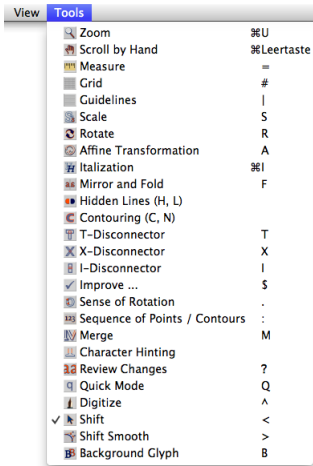 View Tools
Zoom ⌘U
Scroll by Hand ⌘Leertaste
Measure =
Grid #
Guidelines |
Scale S
Rotate R
Affine Transformation A
Italization ⌘I
Mirror and Fold F
Hidden Lines (H, L)
Contouring (C, N)
T-Disconnector T
X-Disconnector X
I-Disconnector I
Improve ... $
Sense of Rotation .
Sequence of Points / Contours :
Merge M
Character Hinting
Review Changes ?
Quick Mode Q
Digitize ^
✓ Shift <
Shift Smooth >
Background Glyph B